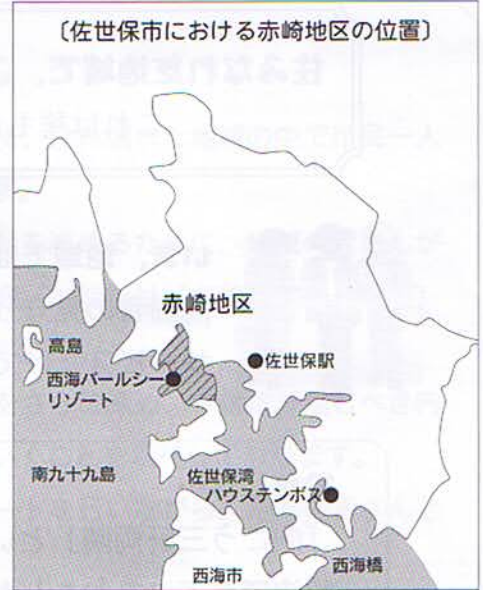 〔佐世保市における赤崎地区の位置〕
赤崎地区
高島
佐世保駅
西海パールシー
リゾート
南九十九島
佐世保湾
ハウステンボス
西海橋
西海市